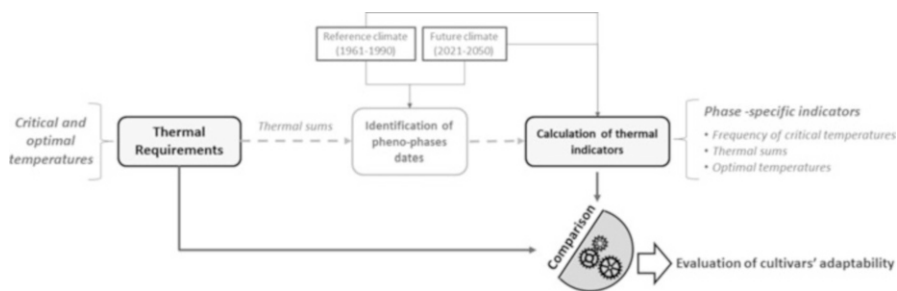 Reference climate
(1961-1990)
Future climate
(2021-2050)
Critical and
optimal
temperatures
Thermal
Requirements
Thermal sums
Identification of
pheno-phases
dates
Calculation of thermal
indicators
Phase -specific indicators
• Frequency of critical temperatures
• Thermal sums
• Optimal temperatures
Comparison
Evaluation of cultivars' adaptability